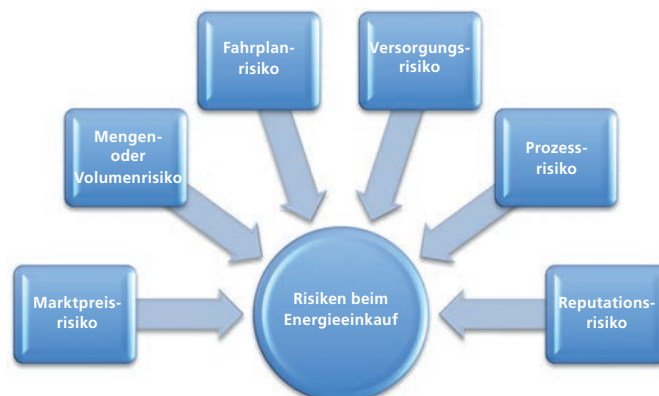 Fahrplan-
risiko
Versorgungs-
risiko
Mengen-
oder
Volumenrisiko
Prozess-
risiko
Marktpreis-
risiko
Risiken beim
Energieeinkauf
Reputations-
risiko